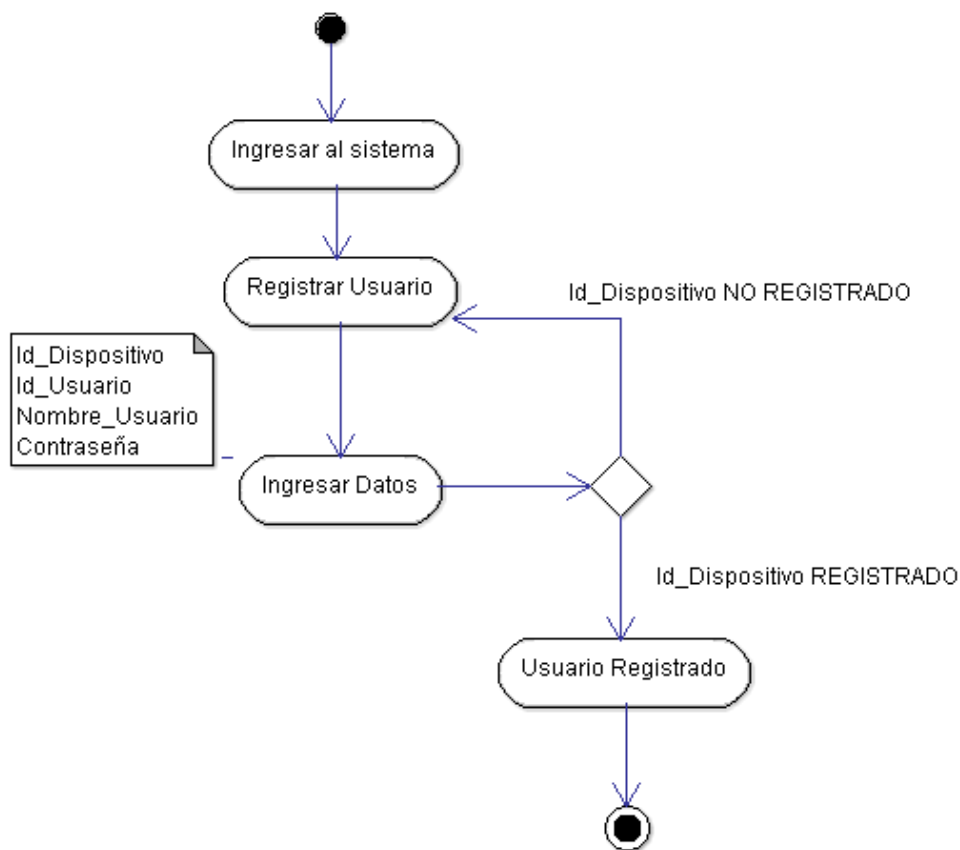 Ingresar al sistema
Registrar Usuario
Id_Dispositivo NO REGISTRADO
Id_Dispositivo
Id_Usuario
Nombre_Usuario
Contraseña
Ingresar Datos
Id_Dispositivo REGISTRADO
Usuario Registrado